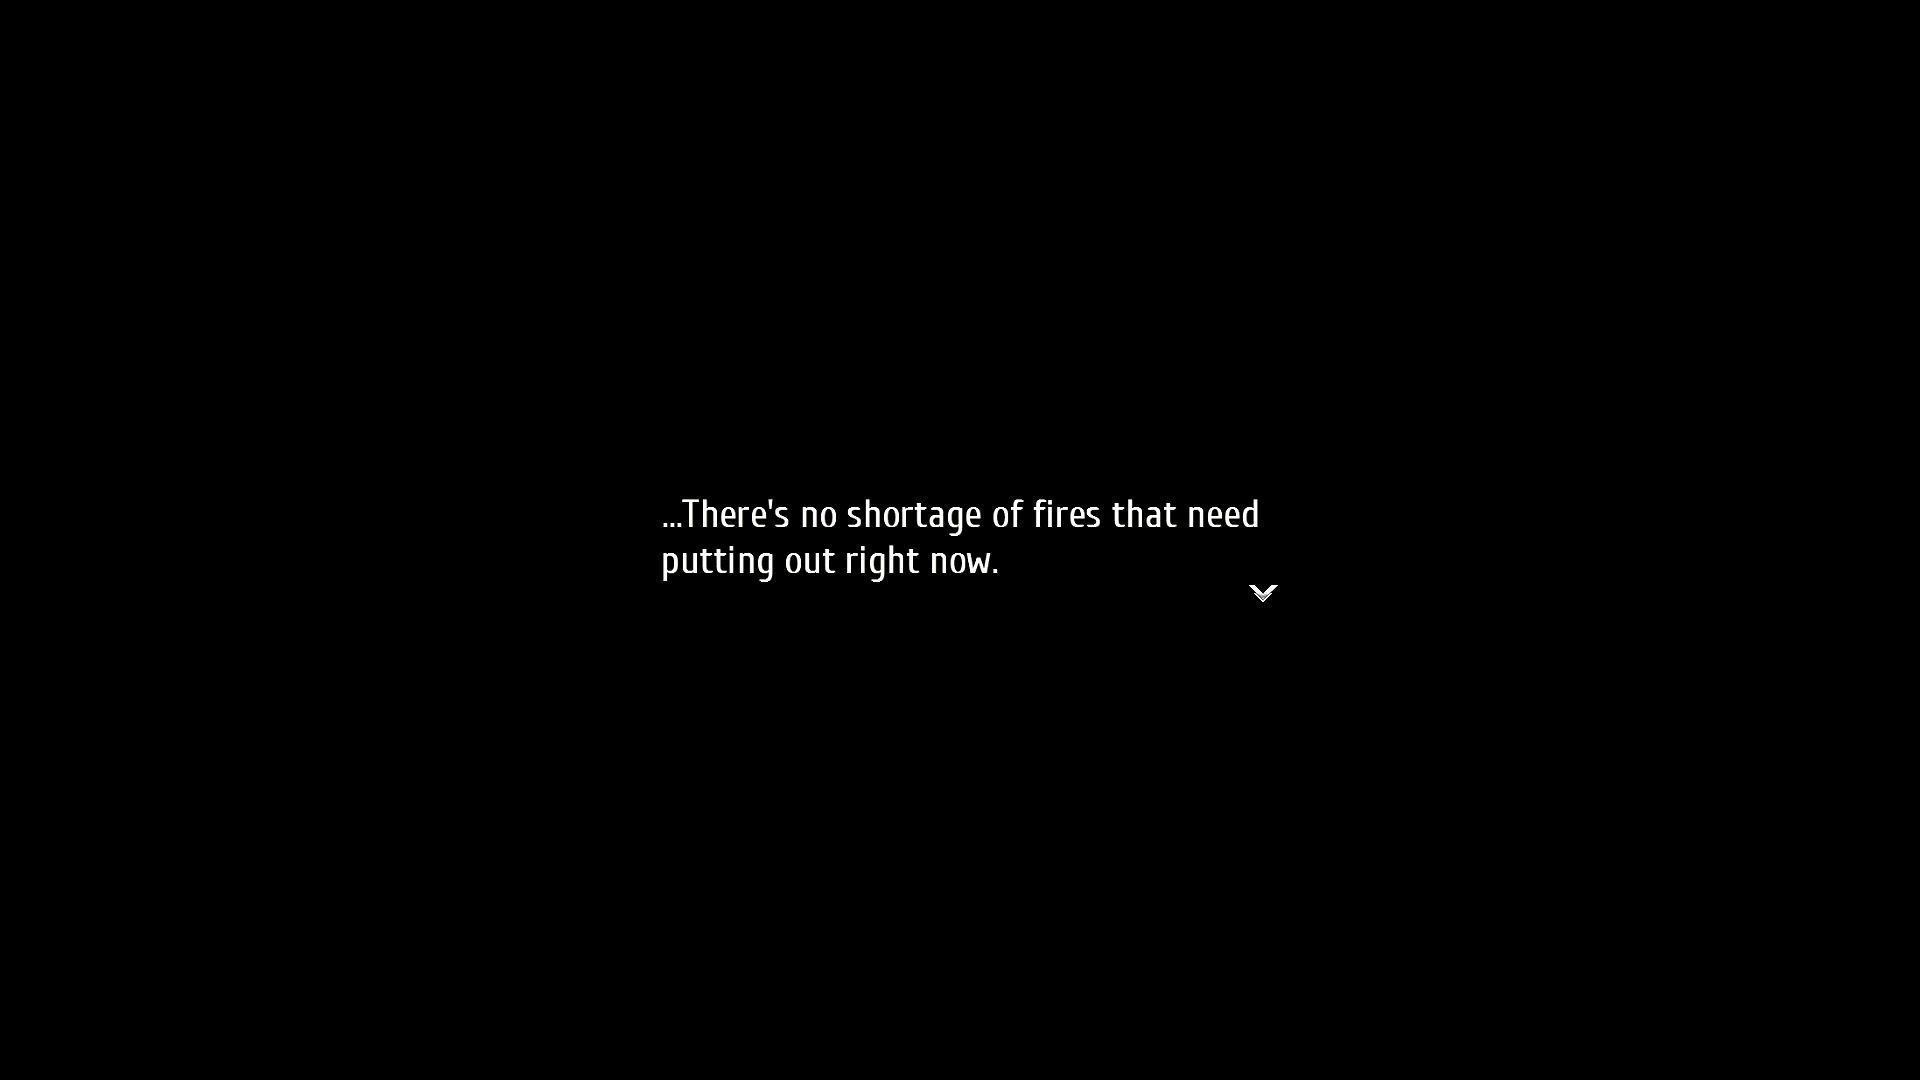 ...There's no shortage of fires that need
putting out right now.